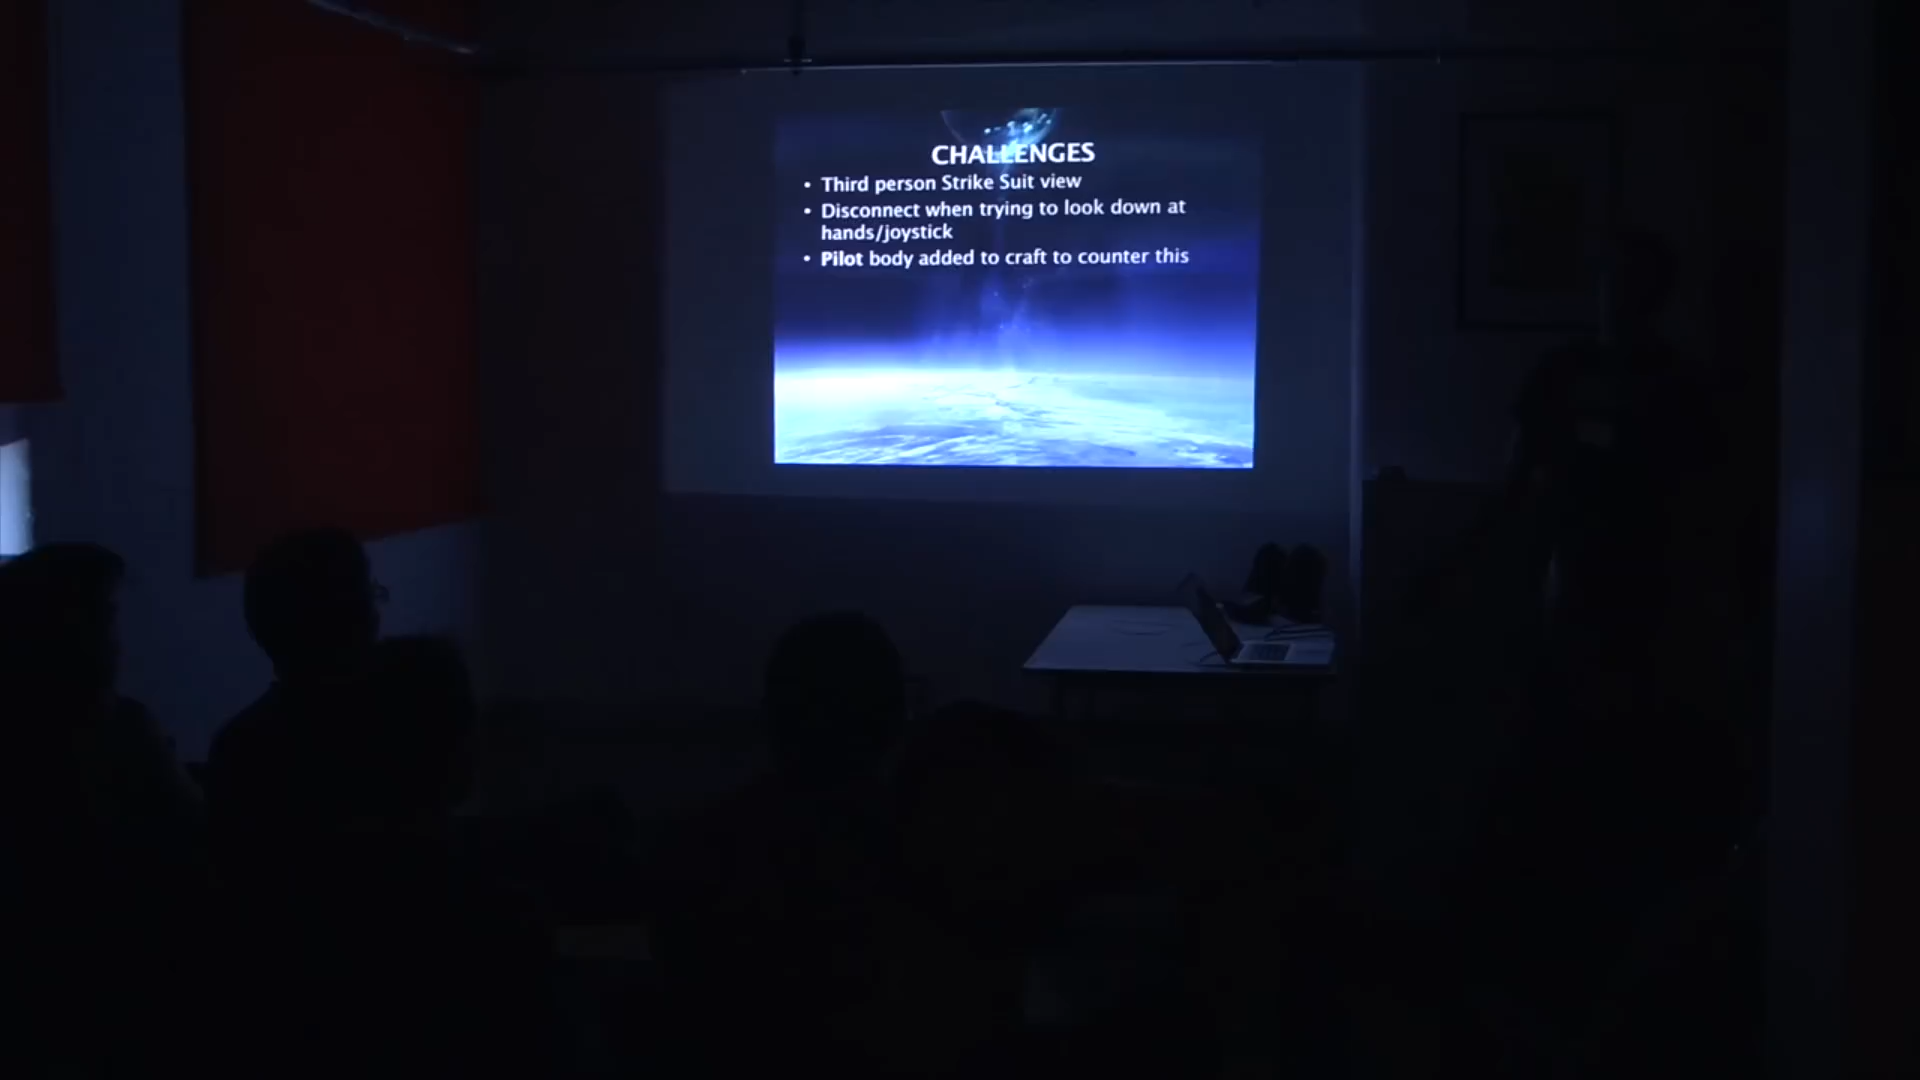 CHALLENGES
• Third person Strike Suit view
• Disconnect when trying to look down at
hands/joystick
• Pilot body added to craft to counter this